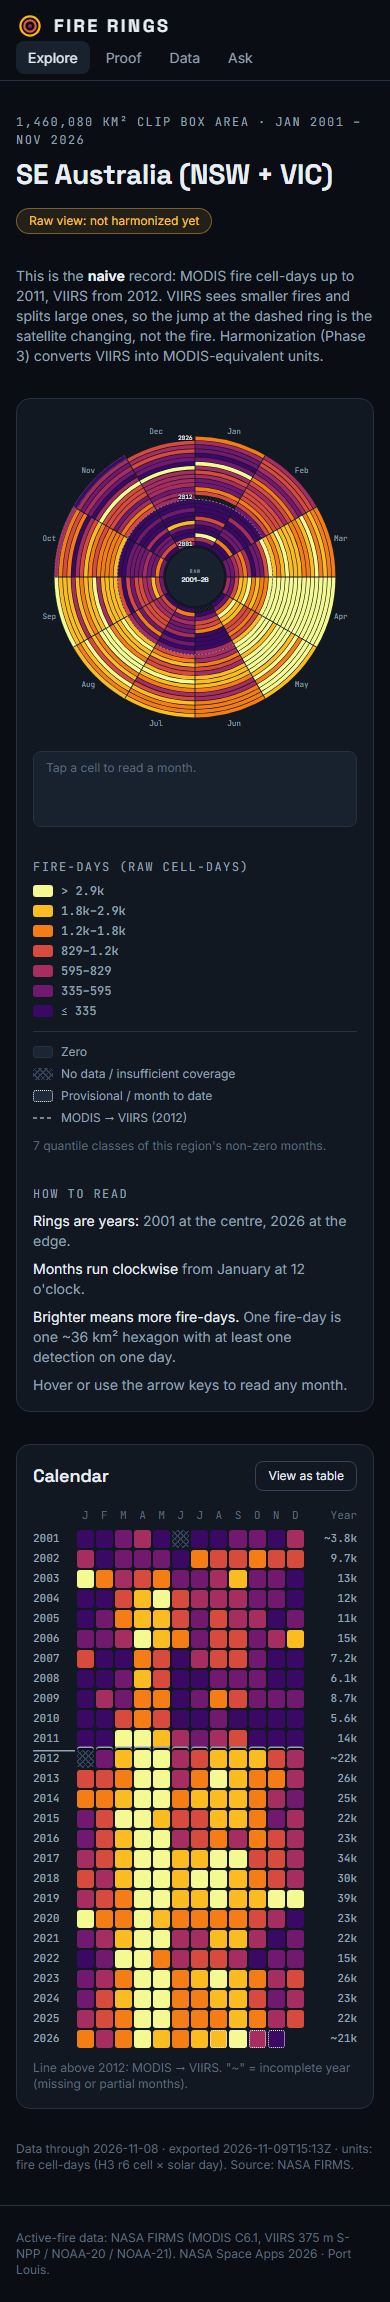 FIRE RINGS
Explore Proof Data Ask
1,460,080 KM² CLIP BOX AREA · JAN 2001 –
NOV 2026
SE Australia (NSW + VIC)
Raw view: not harmonized yet
This is the naive record: MODIS fire cell-days up to
2011, VIIRS from 2012. VIIRS sees smaller fires and
splits large ones, so the jump at the dashed ring is the
satellite changing, not the fire. Harmonization (Phase
3) converts VIIRS into MODIS-equivalent units.
Dec 2026 Jan
Nov Feb
2012
Oct Mar
2001
RAW
2001–26
Sep Apr
Aug May
Jul Jun
Tap a cell to read a month.
FIRE-DAYS (RAW CELL-DAYS)
> 2.9k
1.8k–2.9k
1.2k–1.8k
829–1.2k
595–829
335–595
≤ 335
Zero
No data / insufficient coverage
Provisional / month to date
MODIS → VIIRS (2012)
7 quantile classes of this region's non-zero months.
HOW TO READ
Rings are years: 2001 at the centre, 2026 at the
edge.
Months run clockwise from January at 12
o'clock.
Brighter means more fire-days. One fire-day is
one ~36 km² hexagon with at least one
detection on one day.
Hover or use the arrow keys to read any month.
Calendar View as table
J F M A M J J A S O N D Year
2001 ~3.8k
2002 9.7k
2003 13k
2004 12k
2005 11k
2006 15k
2007 7.2k
2008 6.1k
2009 8.7k
2010 5.6k
2011 14k
2012 ~22k
2013 26k
2014 25k
2015 22k
2016 23k
2017 34k
2018 30k
2019 39k
2020 23k
2021 22k
2022 15k
2023 26k
2024 23k
2025 22k
2026 ~21k
Line above 2012: MODIS → VIIRS. "~" = incomplete year
(missing or partial months).
Data through 2026-11-08 · exported 2026-11-09T15:13Z · units:
fire cell-days (H3 r6 cell × solar day). Source: NASA FIRMS.
Active-fire data: NASA FIRMS (MODIS C6.1, VIIRS 375 m S-
NPP / NOAA-20 / NOAA-21). NASA Space Apps 2026 · Port
Louis.